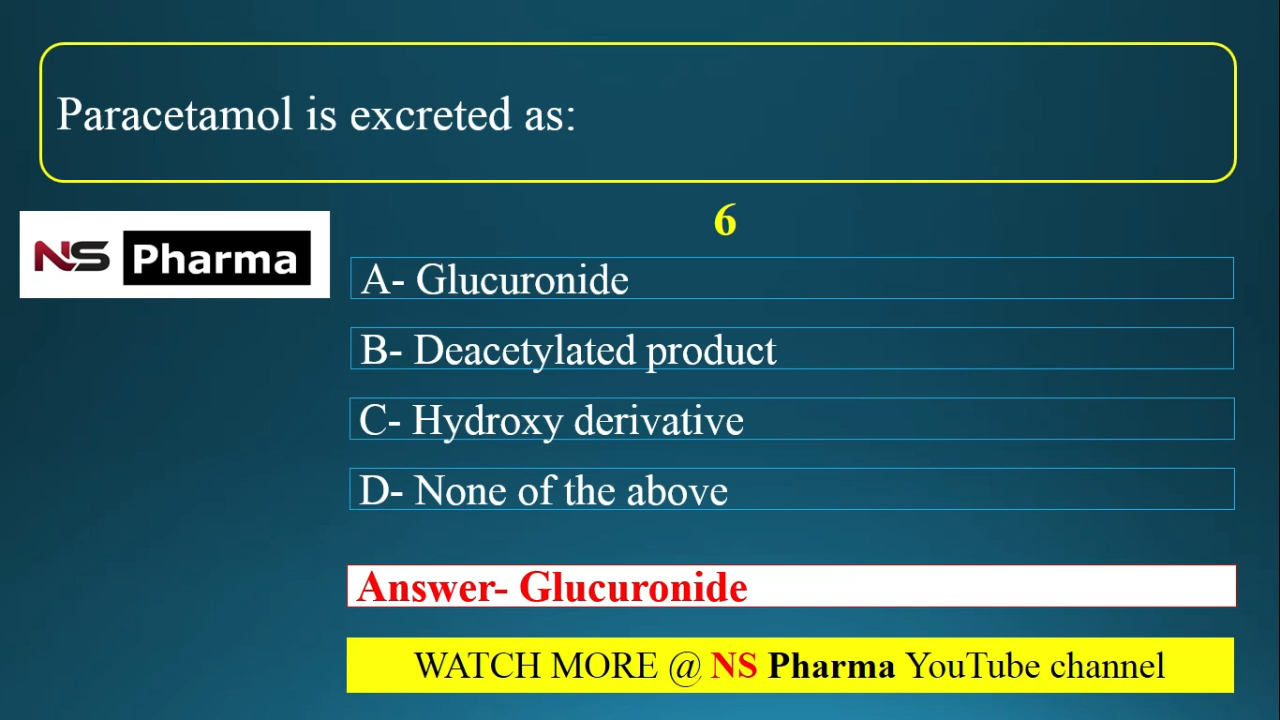 Paracetamol is excreted as:
6
NS Pharma
A- Glucuronide
B- Deacetylated product
C- Hydroxy derivative
D- None of the above
Answer- Glucuronide
WATCH MORE @ NS Pharma YouTube channel